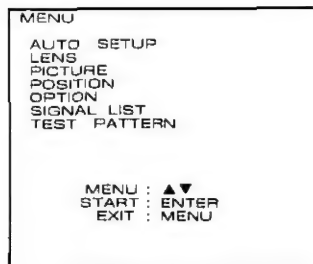 MENU
AUTO SETUP
LENS
PICTURE
POSITION
OPTION
SIGNAL LIST
TEST PATTERN
MENU : ▲▼
START : ENTER
EXIT : MENU